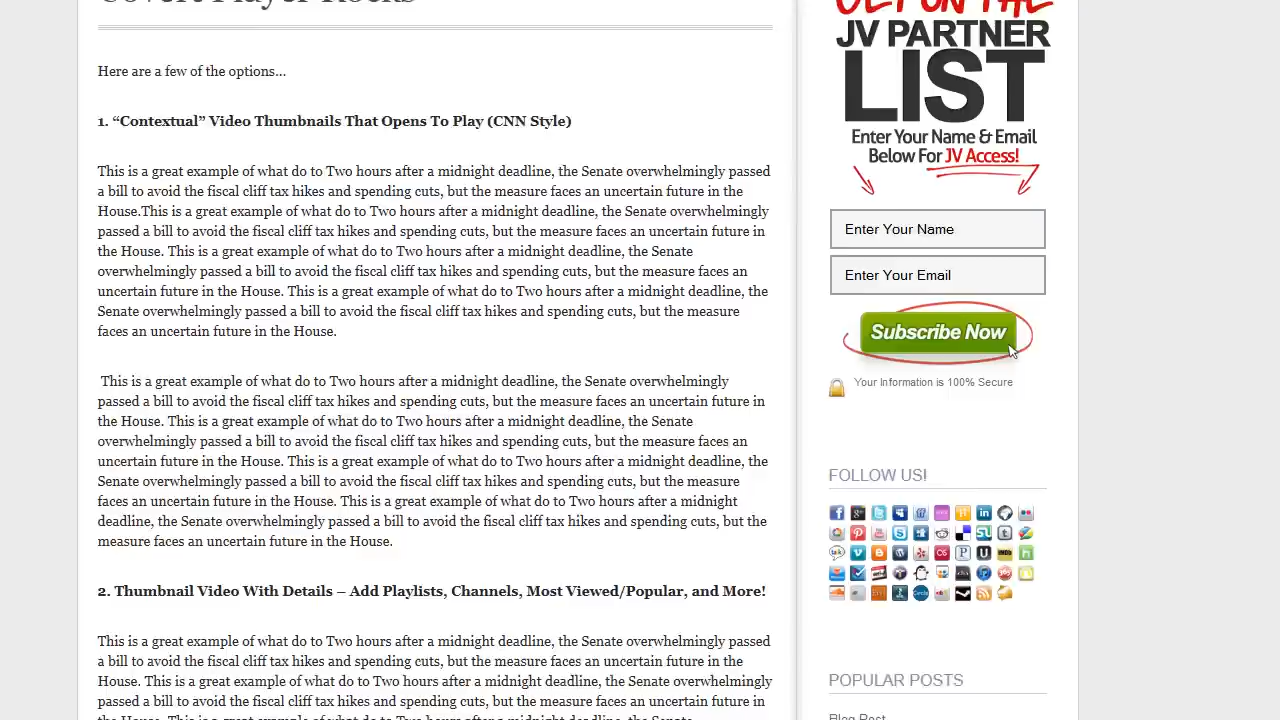 Covert Player Rocks
Here are a few of the options...
1. “Contextual” Video Thumbnails That Opens To Play (CNN Style)
This is a great example of what do to Two hours after a midnight deadline, the Senate overwhelmingly passed
a bill to avoid the fiscal cliff tax hikes and spending cuts, but the measure faces an uncertain future in the
House.This is a great example of what do to Two hours after a midnight deadline, the Senate overwhelmingly
passed a bill to avoid the fiscal cliff tax hikes and spending cuts, but the measure faces an uncertain future in
the House. This is a great example of what do to Two hours after a midnight deadline, the Senate
overwhelmingly passed a bill to avoid the fiscal cliff tax hikes and spending cuts, but the measure faces an
uncertain future in the House. This is a great example of what do to Two hours after a midnight deadline, the
Senate overwhelmingly passed a bill to avoid the fiscal cliff tax hikes and spending cuts, but the measure
faces an uncertain future in the House.
This is a great example of what do to Two hours after a midnight deadline, the Senate overwhelmingly
passed a bill to avoid the fiscal cliff tax hikes and spending cuts, but the measure faces an uncertain future in
the House. This is a great example of what do to Two hours after a midnight deadline, the Senate
overwhelmingly passed a bill to avoid the fiscal cliff tax hikes and spending cuts, but the measure faces an
uncertain future in the House. This is a great example of what do to Two hours after a midnight deadline, the
Senate overwhelmingly passed a bill to avoid the fiscal cliff tax hikes and spending cuts, but the measure
faces an uncertain future in the House. This is a great example of what do to Two hours after a midnight
deadline, the Senate overwhelmingly passed a bill to avoid the fiscal cliff tax hikes and spending cuts, but the
measure faces an uncertain future in the House.
2. Thumbnail Video With Details – Add Playlists, Channels, Most Viewed/Popular, and More!
This is a great example of what do to Two hours after a midnight deadline, the Senate overwhelmingly passed
a bill to avoid the fiscal cliff tax hikes and spending cuts, but the measure faces an uncertain future in the
House. This is a great example of what do to Two hours after a midnight deadline, the Senate overwhelmingly
passed a bill to avoid the fiscal cliff tax hikes and spending cuts, but the measure faces an uncertain future in
GET ON THE
JV PARTNER
LIST
Enter Your Name & Email
Below For JV Access!
Enter Your Name
Enter Your Email
Subscribe Now
Your Information is 100% Secure
FOLLOW US!
POPULAR POSTS
Blog Post